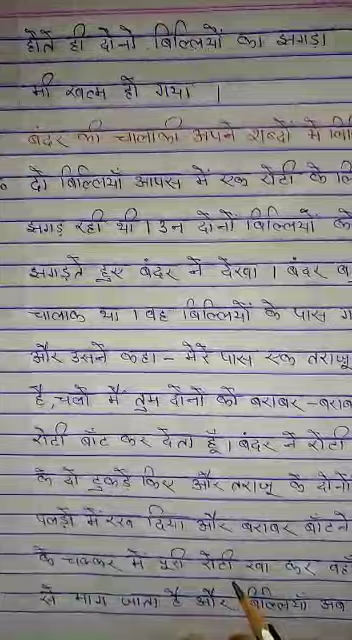 होते ही दोनो बिल्लियों का झगड़ा
भी खत्म हो गया ।
बंदर की चालाकी अपने शब्दों में
दो बिल्लियाँ आपस में एक रोटी के
झगड़ रही थी । उन दोनों बिल्लियों को
झगड़ते हुए बंदर ने देखा । बंदर
चालाक था । वह बिल्लियों के पास
और उसने कहा - मेरे पास एक तराजू
है, चलो मैं तुम दोनों को बराबर - बराब
रोटी बाँट कर देता हूँ । बंदर ने रोटी
के दो टुकड़े किए और तराजू के दोनों
पलड़ो में रख दिया और बराबर बाँटने
के चक्कर में पूरी रोटी खा कर वहाँ
से भाग जाता है और बिल्लियाँ अब